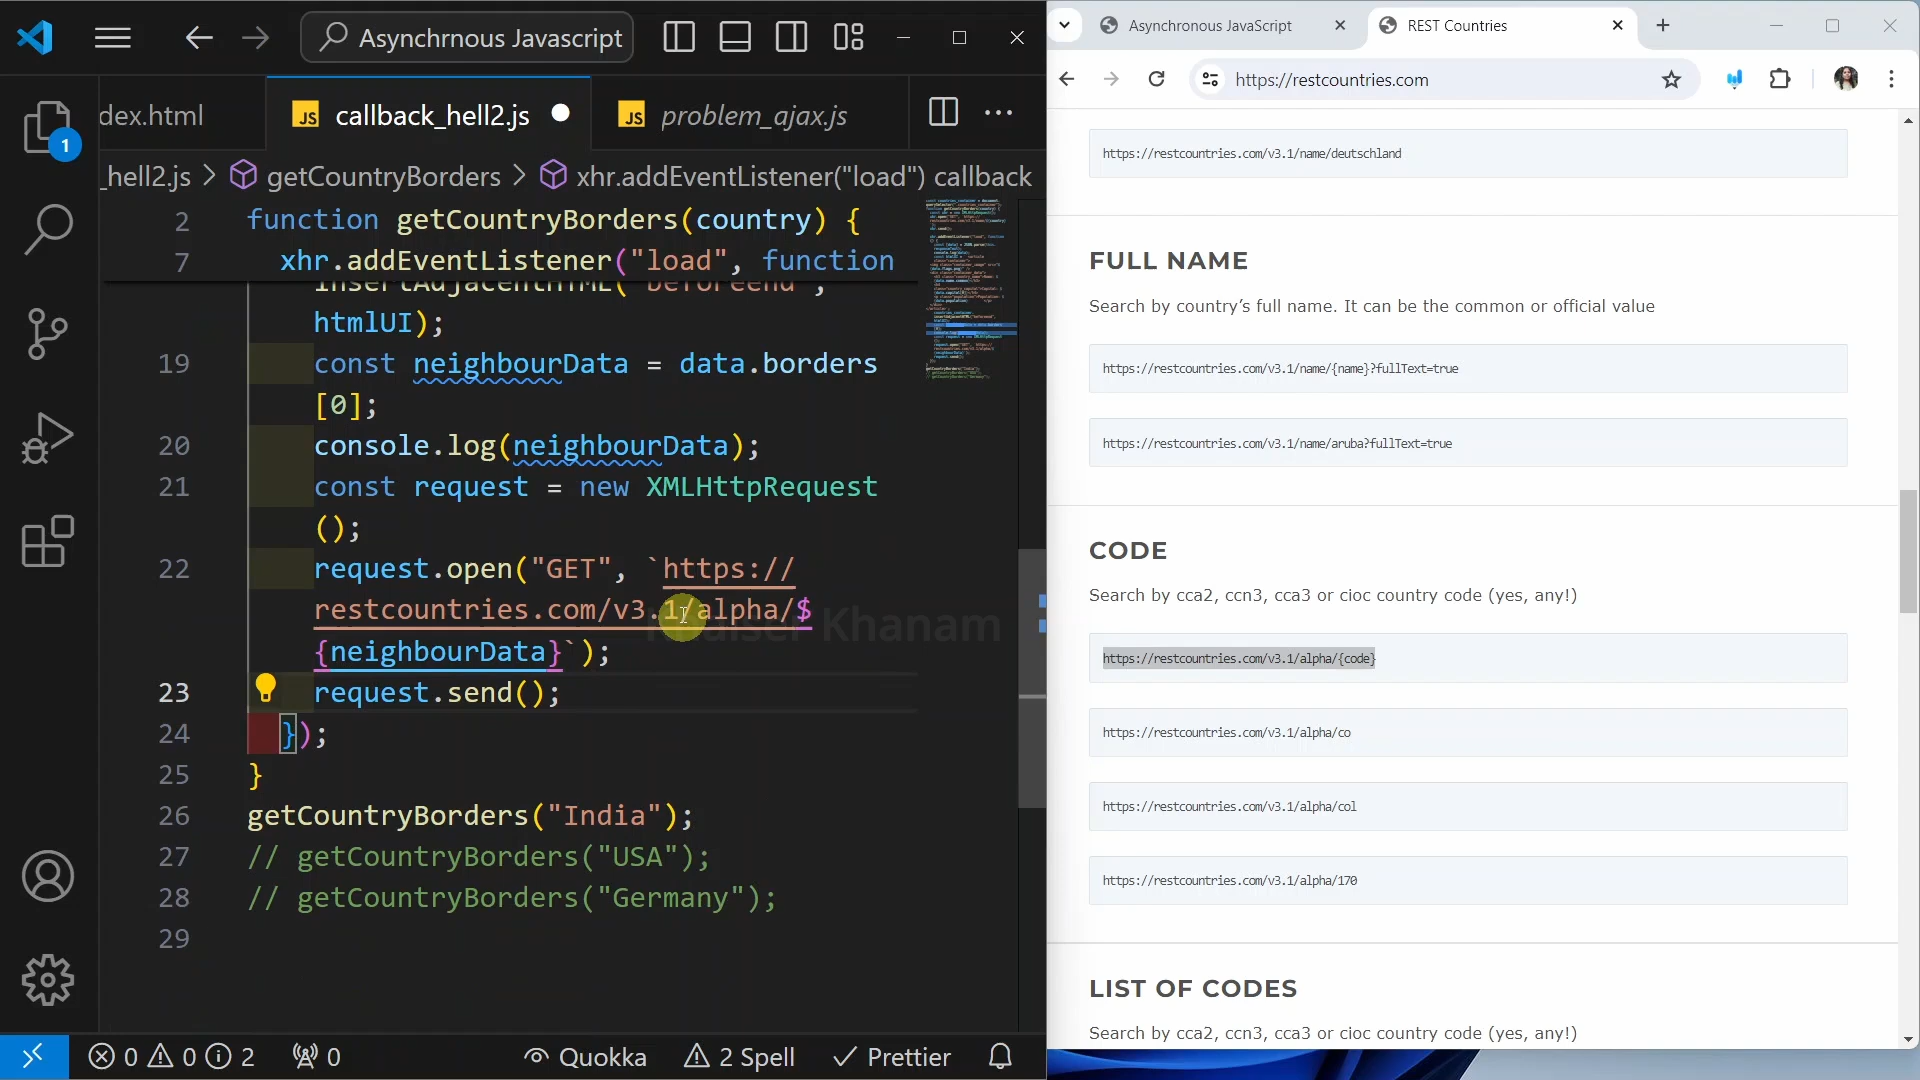 Asynchrnous Javascript
dex.html
callback_hell2.js
problem_ajax.js
_hell2.js > getCountryBorders > xhr.addEventListener("load") callback
2 function getCountryBorders(country) {
7 xhr.addEventListener("load", function
insertAdjacentHTML("beforeend",
htmlUI);
19 const neighbourData = data.borders
[0];
20 console.log(neighbourData);
21 const request = new XMLHttpRequest
();
22 request.open("GET", `https://
restcountries.com/v3.1/alpha/$
{neighbourData}`);
23 request.send();
24 });
25 }
26 getCountryBorders("India");
27 // getCountryBorders("USA");
28 // getCountryBorders("Germany");
29
Khaiser Khanam
1
0 0 2 0 Quokka 2 Spell Prettier
Asynchronous JavaScript
REST Countries
https://restcountries.com
https://restcountries.com/v3.1/name/deutschland
FULL NAME
Search by country’s full name. It can be the common or official value
https://restcountries.com/v3.1/name/{name}?fullText=true
https://restcountries.com/v3.1/name/aruba?fullText=true
CODE
Search by cca2, ccn3, cca3 or cioc country code (yes, any!)
https://restcountries.com/v3.1/alpha/{code}
https://restcountries.com/v3.1/alpha/co
https://restcountries.com/v3.1/alpha/col
https://restcountries.com/v3.1/alpha/170
LIST OF CODES
Search by cca2, ccn3, cca3 or cioc country code (yes, any!)